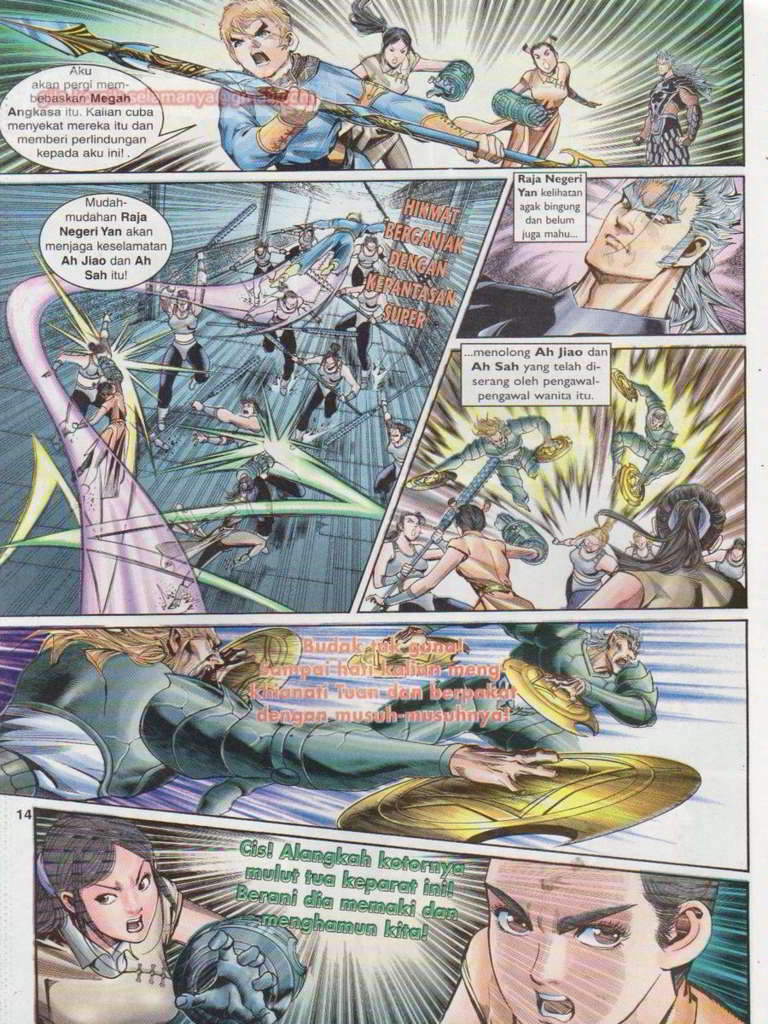 Aku
akan pergi mem-
bebaskan Megah
Angkasa itu. Kalian cuba
menyekat mereka itu dan
memberi perlindungan
kepada aku ini! .
Mudah-
mudahan Raja
Negeri Yan akan
menjaga keselamatan
Ah Jiao dan Ah
Sah itu!
HIKMAT
BERGANJAK
DENGAN
KEPANTASAN
SUPER
Raja Negeri
Yan kelihatan
agak bingung
dan belum
juga mahu...
...menolong Ah Jiao dan
Ah Sah yang telah di-
serang oleh pengawal-
pengawal wanita itu.
Budak tak guna!
Sampai hati kalian meng-
khianati Tuan dan berpakat
dengan musuh-musuhnya!
14
Cis! Alangkah kotornya
mulut tua keparat ini!
Berani dia memaki dan
menghamun kita!